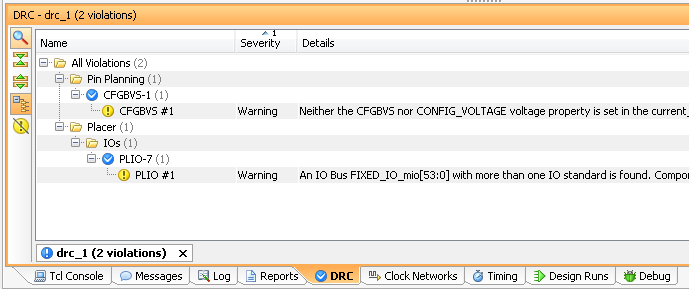 DRC - drc_1 (2 violations)
Name Severity 1 Details
All Violations (2)
Pin Planning (1)
CFGBVS-1 (1)
CFGBVS #1 Warning Neither the CFGBVS nor CONFIG_VOLTAGE voltage property is set in the current_
Placer (1)
IOs (1)
PLIO-7 (1)
PLIO #1 Warning An IO Bus FIXED_IO_mio[53:0] with more than one IO standard is found. Compo
drc_1 (2 violations) ×
Tcl Console Messages Log Reports DRC Clock Networks Timing Design Runs Debug